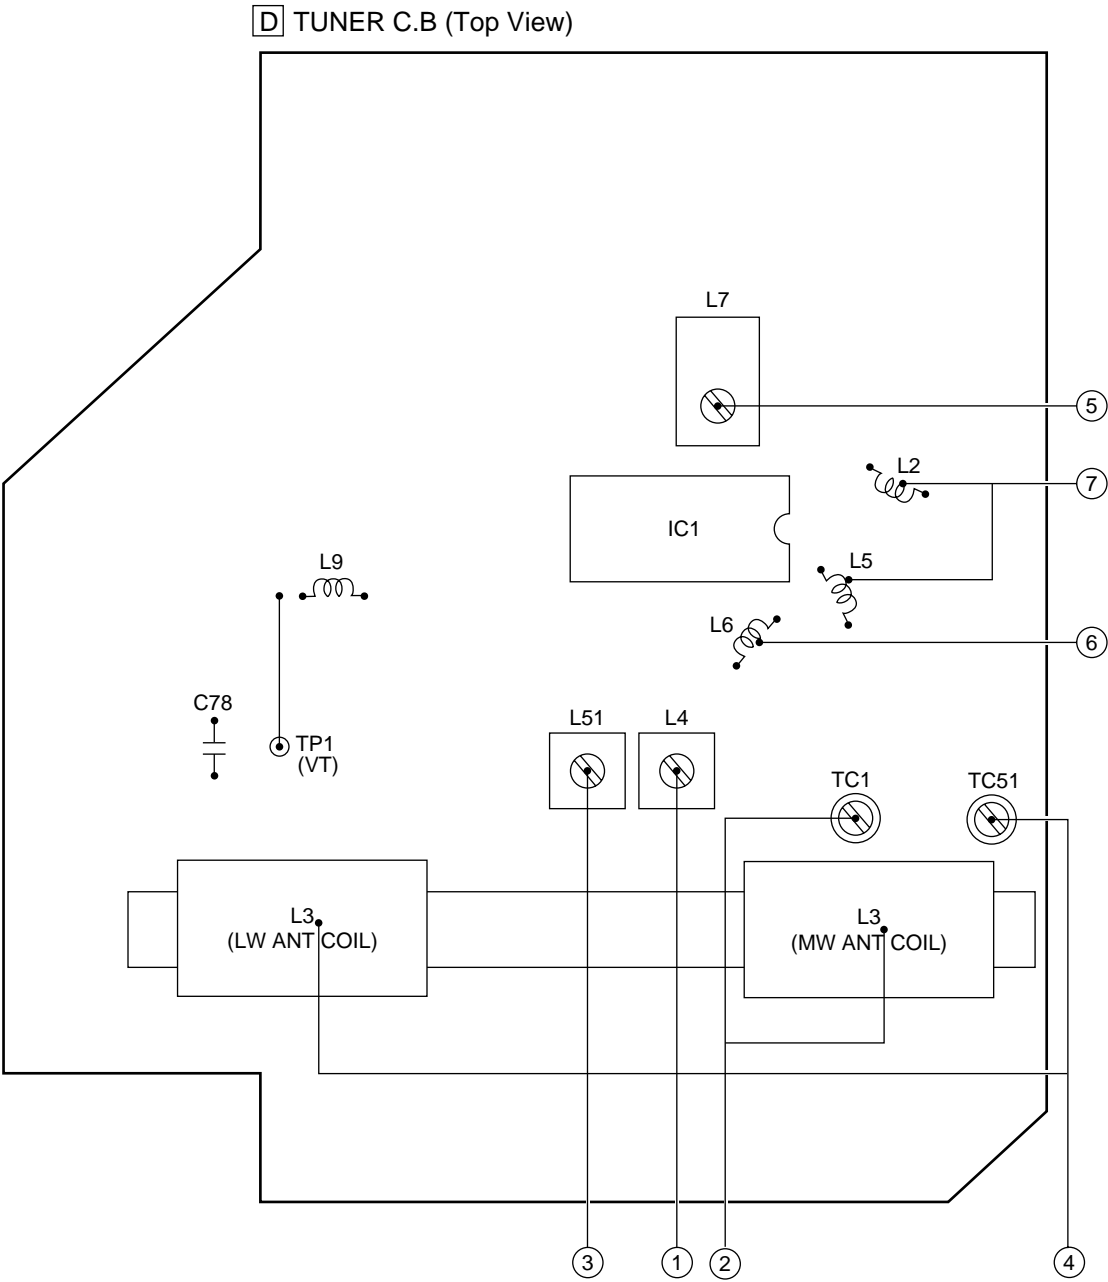 D TUNER C.B (Top View)
L7
5
L2
7
IC1
L9
L5
L6
6
C78
L51
L4
TP1
(VT)
TC1
TC51
L3
(LW ANT COIL)
L3
(MW ANT COIL)
3
1
2
4